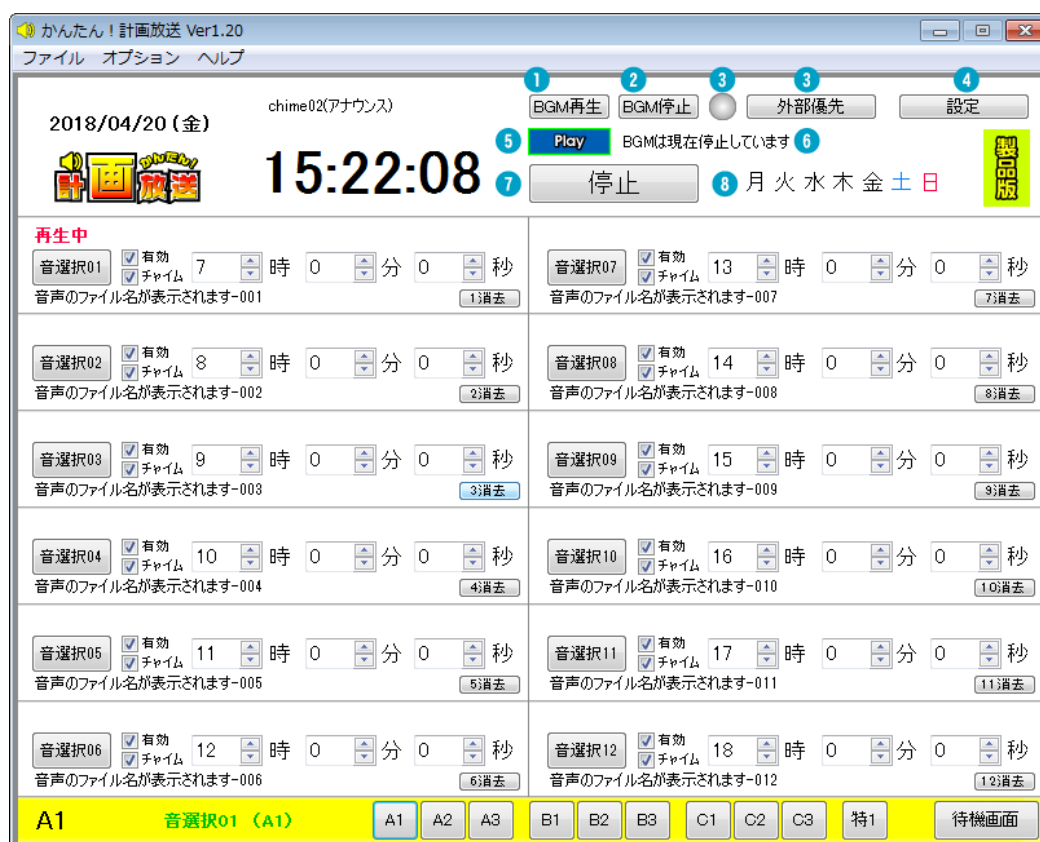 かんたん！計画放送 Ver1.20
ファイル オプション ヘルプ
1 2 3 3 4
chime02(アナウンス) BGM再生 BGM停止 外部優先 設定
2018/04/20 (金)
5 Play BGMは現在停止しています 6
かんたん！ 計画放送 15:22:08 7 停止 8 月 火 水 木 金 土 日 製品版
再生中
音選択01 有効 チャイム 7 時 0 分 0 秒
音声のファイル名が表示されます-001 1消去
音選択07 有効 チャイム 13 時 0 分 0 秒
音声のファイル名が表示されます-007 7消去
音選択02 有効 チャイム 8 時 0 分 0 秒
音声のファイル名が表示されます-002 2消去
音選択08 有効 チャイム 14 時 0 分 0 秒
音声のファイル名が表示されます-008 8消去
音選択03 有効 チャイム 9 時 0 分 0 秒
音声のファイル名が表示されます-003 3消去
音選択09 有効 チャイム 15 時 0 分 0 秒
音声のファイル名が表示されます-009 9消去
音選択04 有効 チャイム 10 時 0 分 0 秒
音声のファイル名が表示されます-004 4消去
音選択10 有効 チャイム 16 時 0 分 0 秒
音声のファイル名が表示されます-010 10消去
音選択05 有効 チャイム 11 時 0 分 0 秒
音声のファイル名が表示されます-005 5消去
音選択11 有効 チャイム 17 時 0 分 0 秒
音声のファイル名が表示されます-011 11消去
音選択06 有効 チャイム 12 時 0 分 0 秒
音声のファイル名が表示されます-006 6消去
音選択12 有効 チャイム 18 時 0 分 0 秒
音声のファイル名が表示されます-012 12消去
A1 音選択01 (A1) A1 A2 A3 B1 B2 B3 C1 C2 C3 特1 待機画面